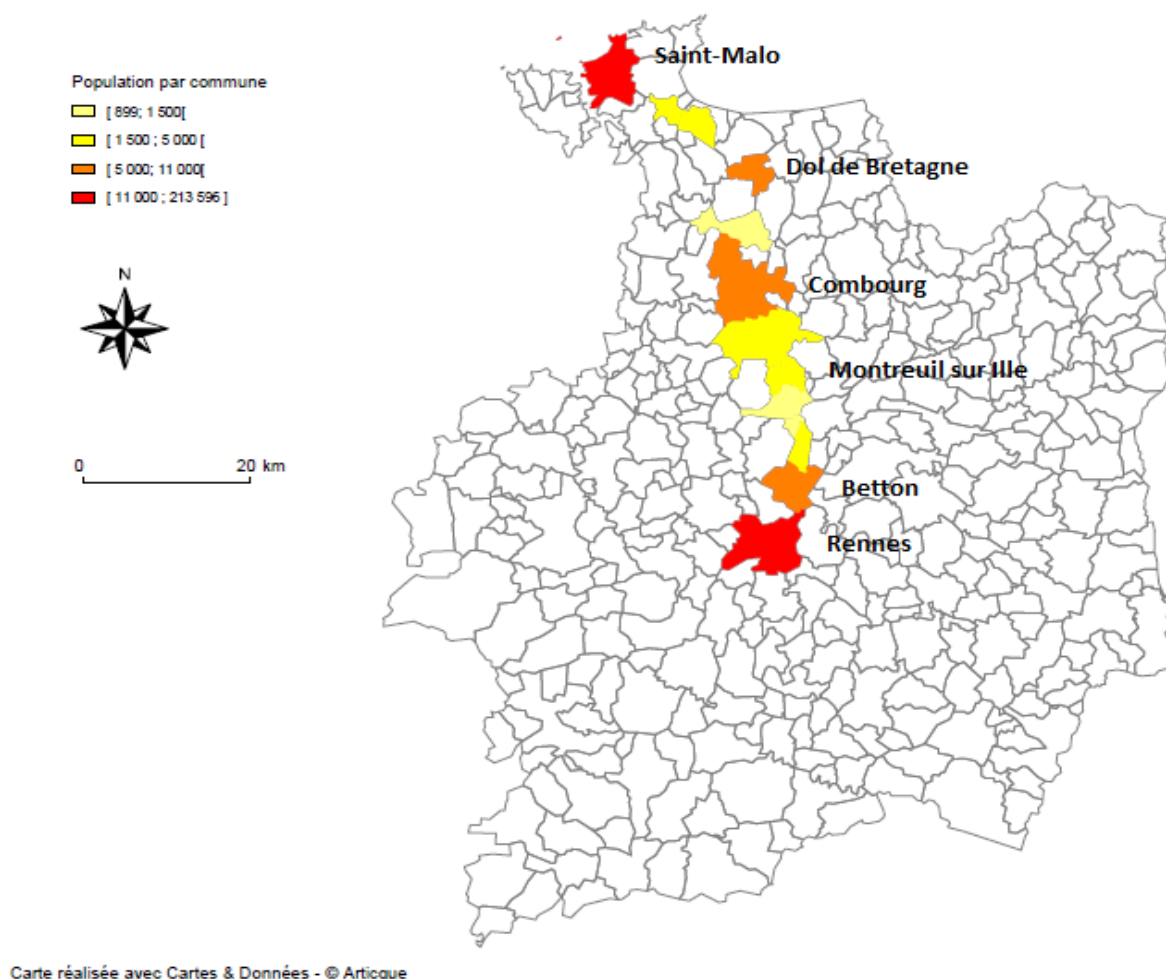 Saint-Malo
Population par commune
[ 899; 1 500[
[ 1 500 ; 5 000 [
[ 5 000; 11 000[
[ 11 000 ; 213 596 ]
Dol de Bretagne
N
Combourg
Montreuil sur Ille
0 20 km
Betton
Rennes
Carte réalisée avec Cartes & Données - © Articque